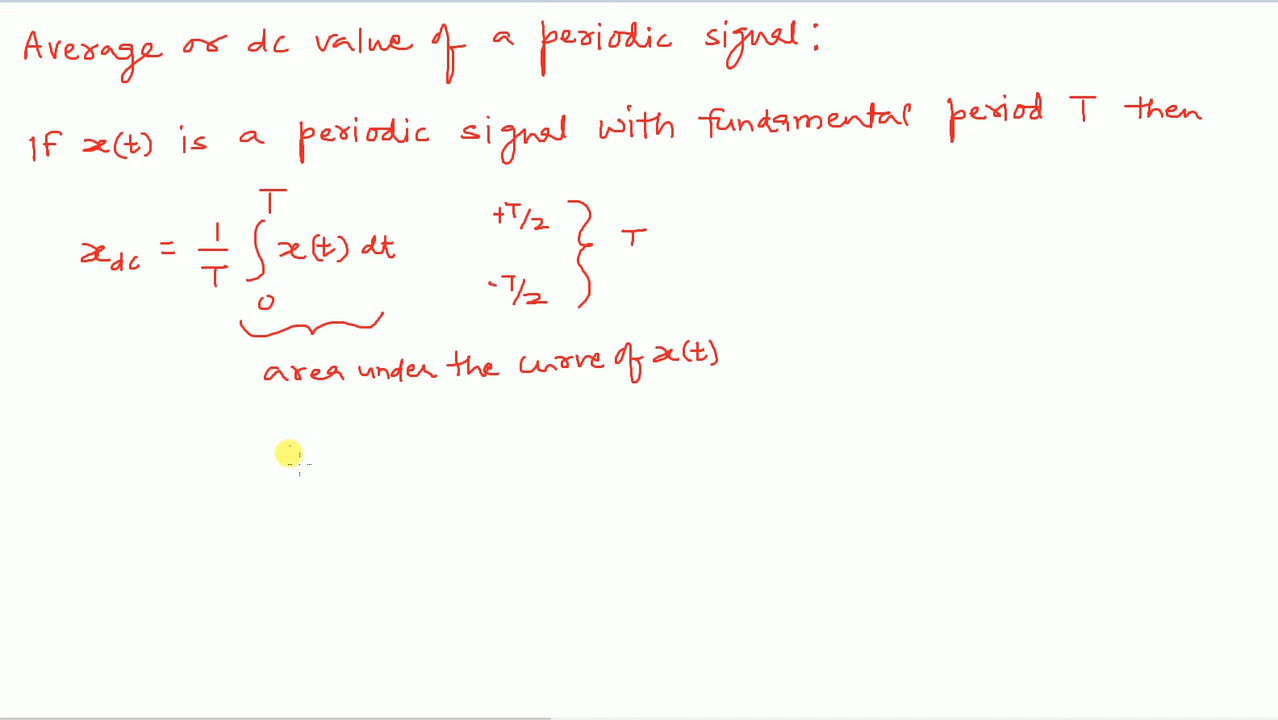 Average or dc value of a periodic signal:
If x(t) is a periodic signal with fundamental period T then
x_dc = 1/T ∫_0^T x(t) dt    +T/2 -T/2 } T
area under the curve of x(t)